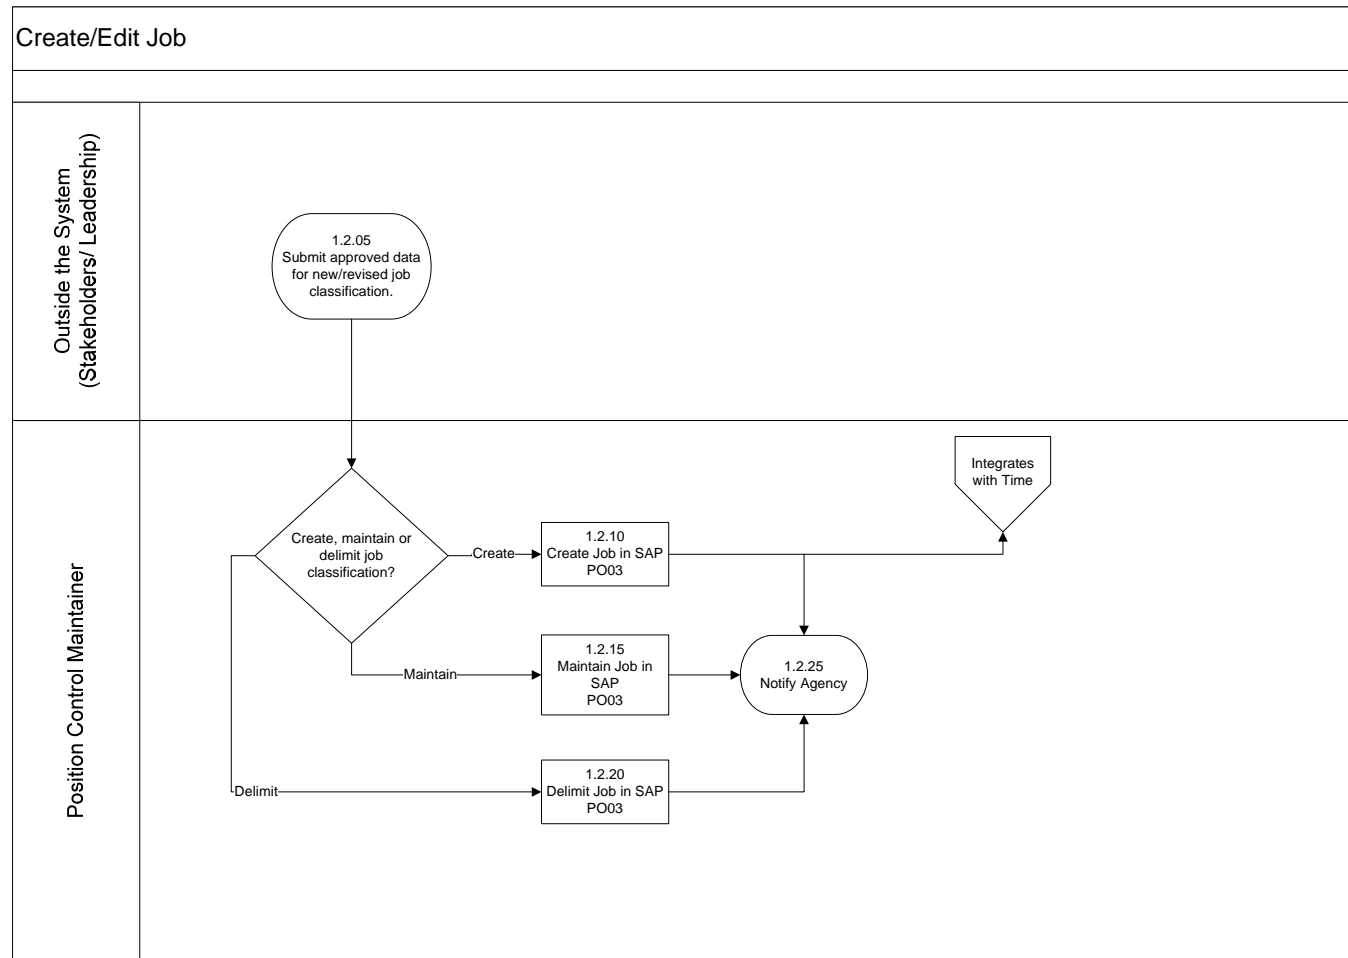 Create/Edit Job
Outside the System
(Stakeholders/ Leadership)
1.2.05
Submit approved data
for new/revised job
classification.
Position Control Maintainer
Integrates
with Time
Create, maintain or
delimit job
classification?
Create
1.2.10
Create Job in SAP
PO03
Maintain
1.2.15
Maintain Job in
SAP
PO03
1.2.25
Notify Agency
Delimit
1.2.20
Delimit Job in SAP
PO03